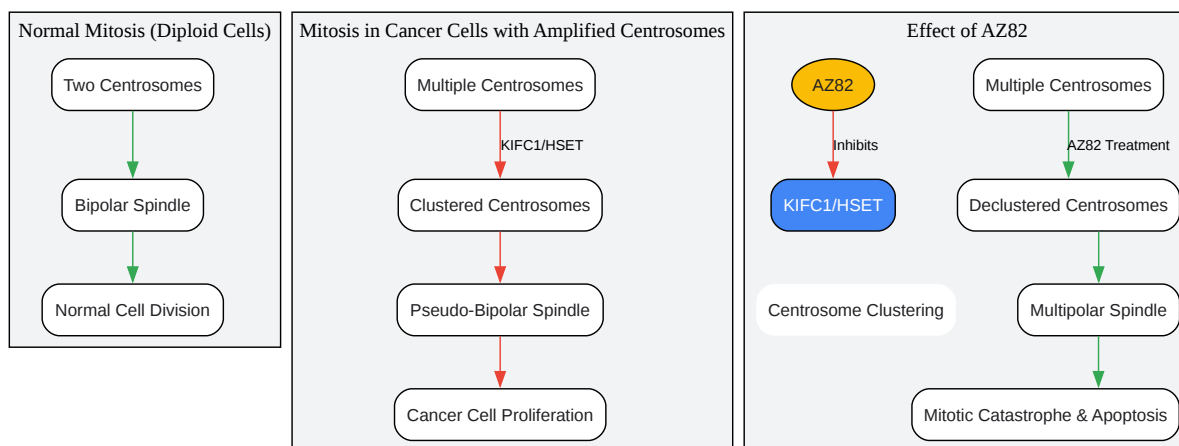 Normal Mitosis (Diploid Cells)
Two Centrosomes
Bipolar Spindle
Normal Cell Division
Mitosis in Cancer Cells with Amplified Centrosomes
Multiple Centrosomes
KIFC1/HSET
Clustered Centrosomes
Pseudo-Bipolar Spindle
Cancer Cell Proliferation
Effect of AZ82
AZ82
Inhibits
KIFC1/HSET
Centrosome Clustering
Multiple Centrosomes
AZ82 Treatment
Declustered Centrosomes
Multipolar Spindle
Mitotic Catastrophe & Apoptosis